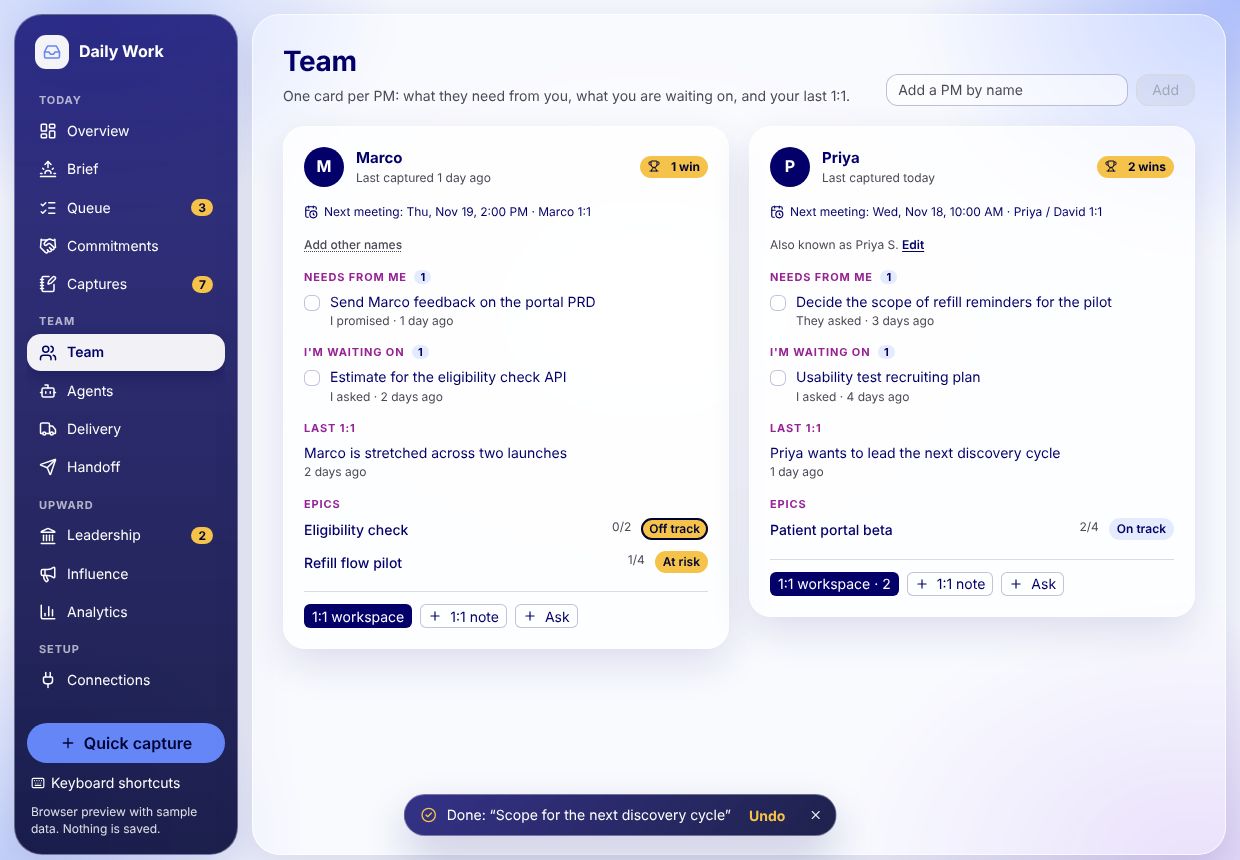 Daily Work
TODAY
Overview
Brief
Queue 3
Commitments
Captures 7
TEAM
Team
Agents
Delivery
Handoff
UPWARD
Leadership 2
Influence
Analytics
SETUP
Connections
+ Quick capture
Keyboard shortcuts
Browser preview with sample
data. Nothing is saved.
Team
One card per PM: what they need from you, what you are waiting on, and your last 1:1.
Add a PM by name
Add
M
Marco
Last captured 1 day ago
1 win
Next meeting: Thu, Nov 19, 2:00 PM · Marco 1:1
Add other names
NEEDS FROM ME 1
Send Marco feedback on the portal PRD
I promised · 1 day ago
I'M WAITING ON 1
Estimate for the eligibility check API
I asked · 2 days ago
LAST 1:1
Marco is stretched across two launches
2 days ago
EPICS
Eligibility check 0/2 Off track
Refill flow pilot 1/4 At risk
1:1 workspace + 1:1 note + Ask
P
Priya
Last captured today
2 wins
Next meeting: Wed, Nov 18, 10:00 AM · Priya / David 1:1
Also known as Priya S. Edit
NEEDS FROM ME 1
Decide the scope of refill reminders for the pilot
They asked · 3 days ago
I'M WAITING ON 1
Usability test recruiting plan
I asked · 4 days ago
LAST 1:1
Priya wants to lead the next discovery cycle
1 day ago
EPICS
Patient portal beta 2/4 On track
1:1 workspace · 2 + 1:1 note + Ask
Done: “Scope for the next discovery cycle” Undo ×